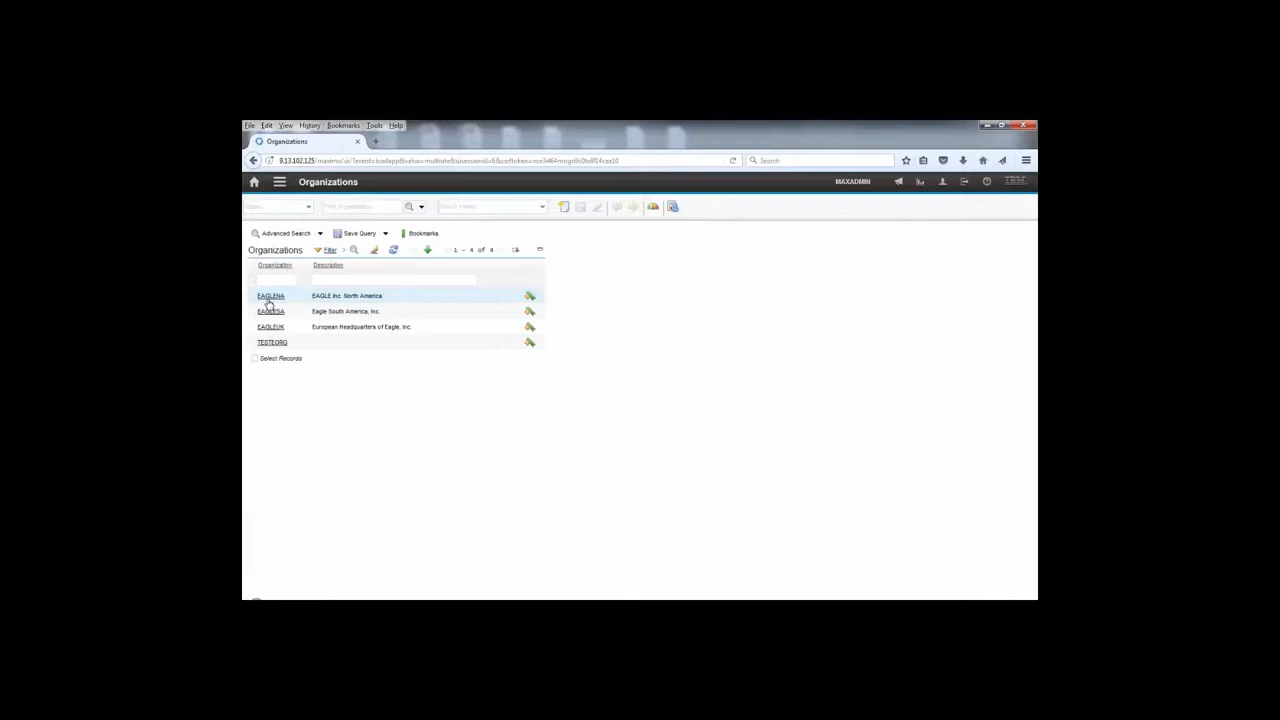 File Edit View History Bookmarks Tools Help
Organizations
Search
Organizations MAXADMIN IBM
Advanced Search Save Query Bookmarks
Organizations Filter 1 - 4 of 4
Organization Description
EAGLENA EAGLE Inc. North America
EAGLESA Eagle South America, Inc.
EAGLEUK European Headquarters of Eagle, Inc.
TESTEORG
Select Records